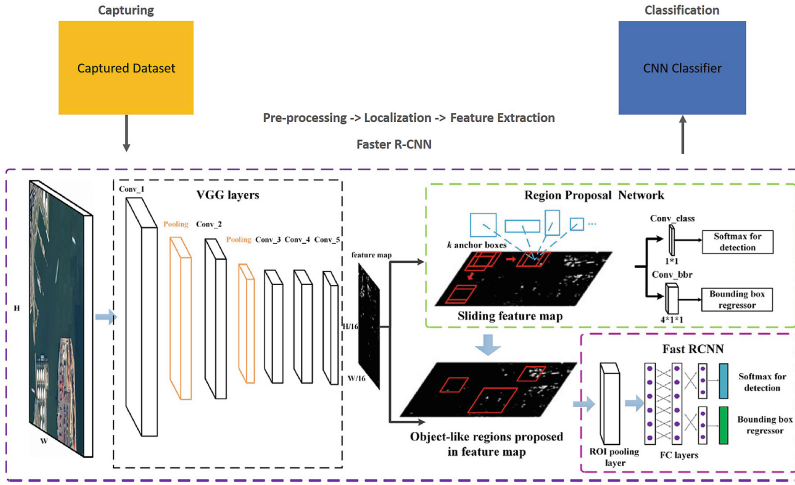 Capturing
Classification
Captured Dataset
CNN Classifier
Pre-processing -> Localization -> Feature Extraction
Faster R-CNN
VGG layers
Conv_1
Pooling
Conv_2
Pooling
Conv_3
Conv_4
Conv_5
feature map
H
W
H/16
W/16
Region Proposal Network
k anchor boxes
...
Sliding feature map
Conv_class
1*1
Softmax for
detection
Conv_bbr
4*1*1
Bounding box
regressor
Object-like regions proposed
in feature map
Fast RCNN
ROI pooling
layer
FC layers
Softmax for
detection
Bounding box
regressor